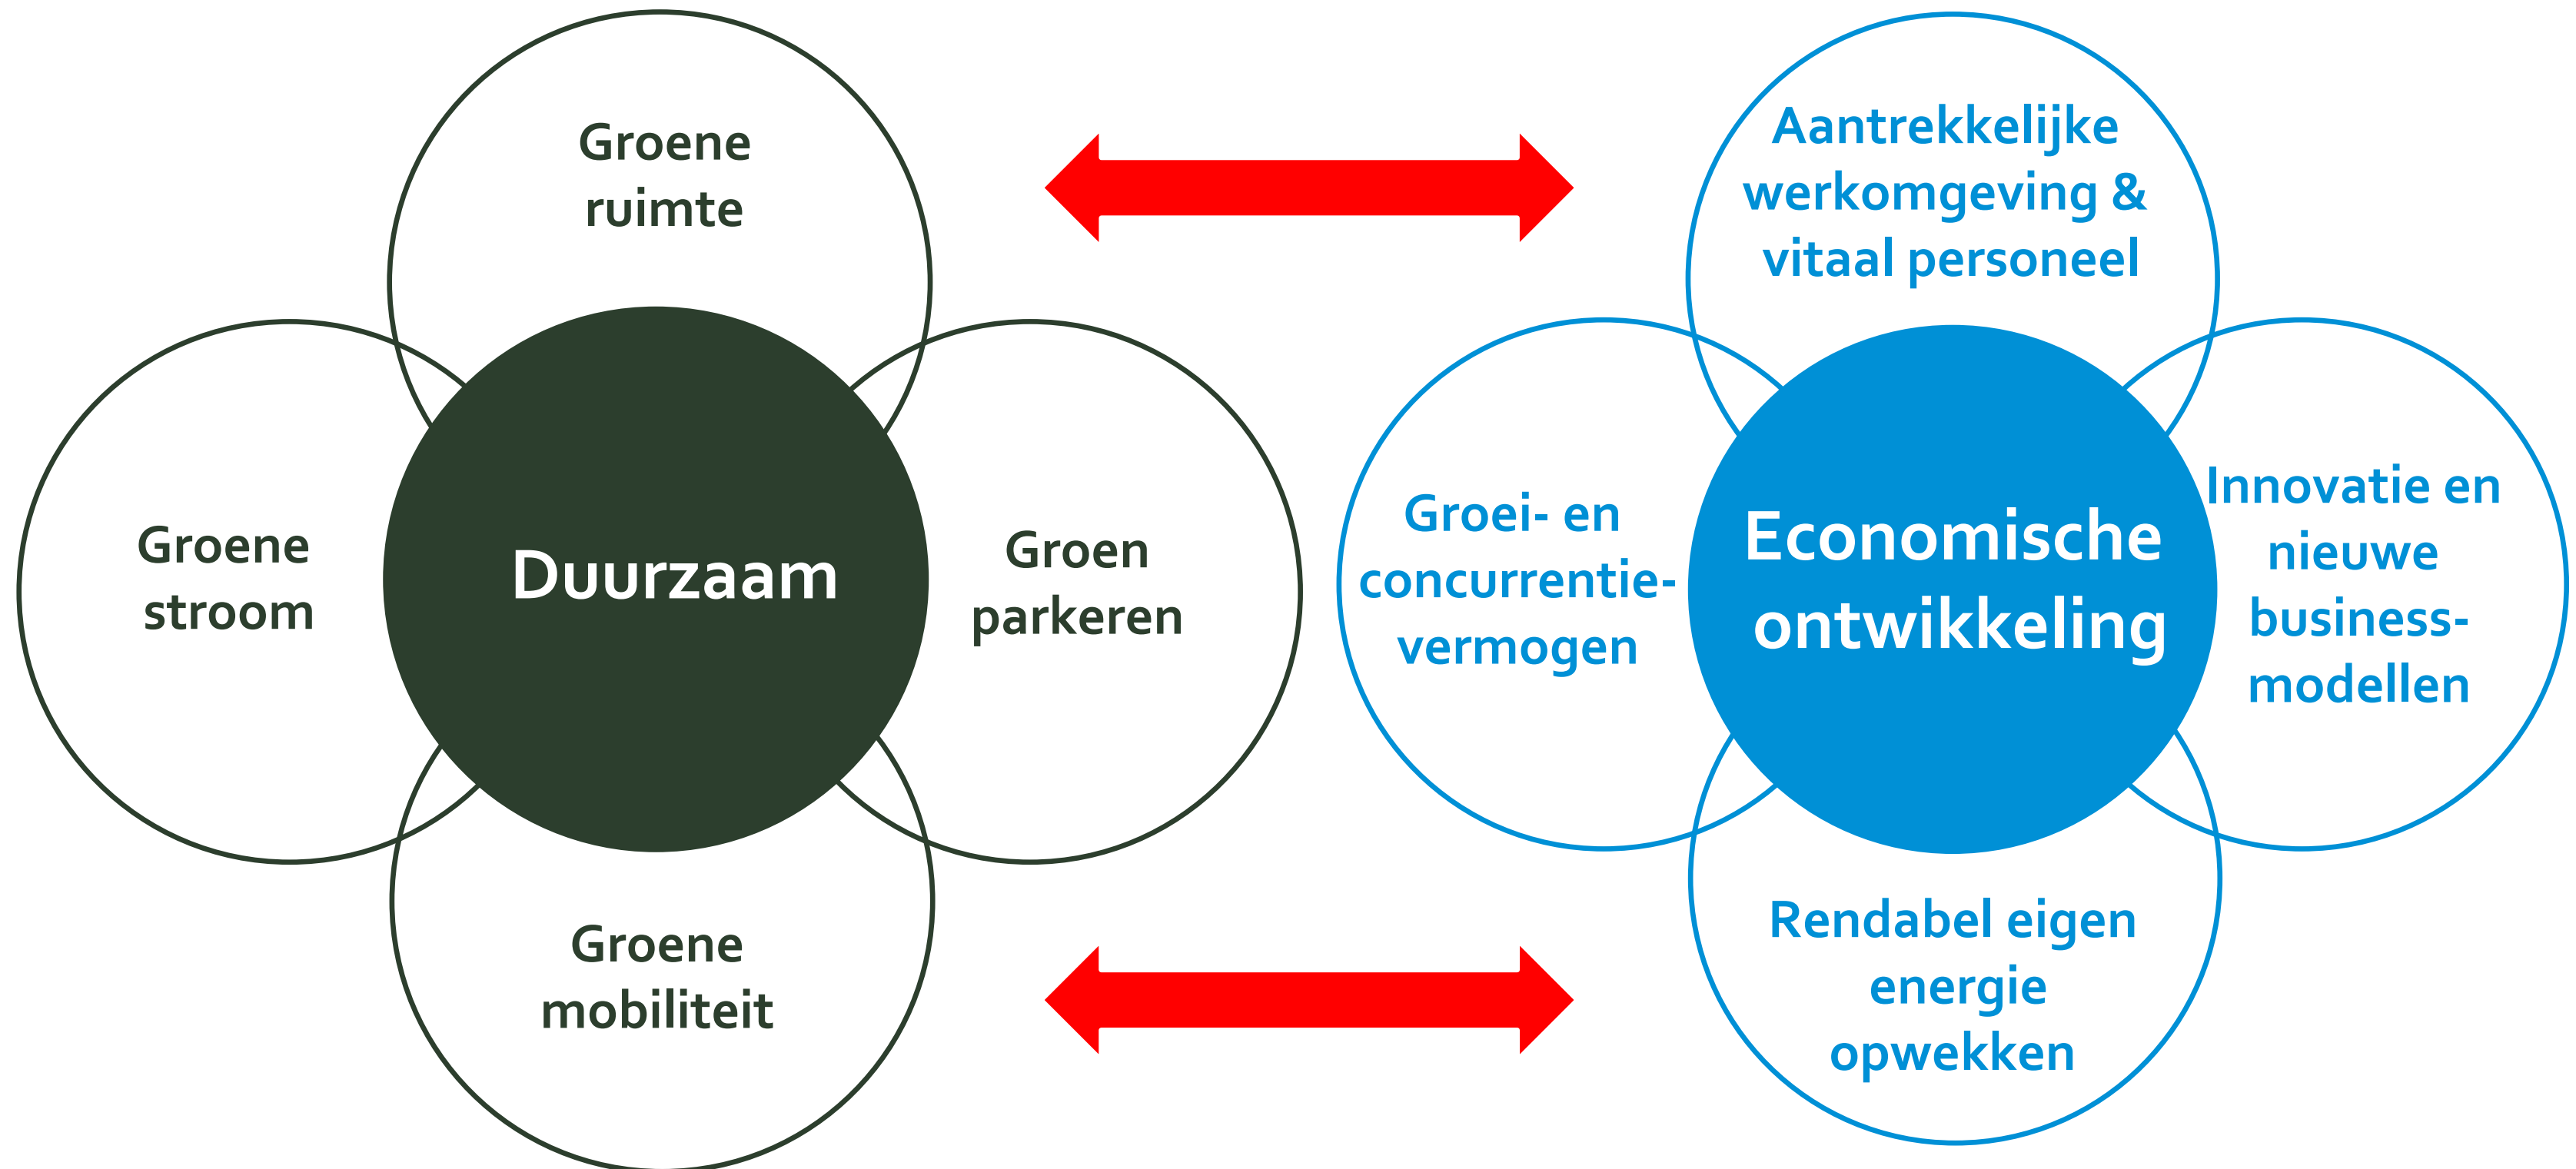 Groene
ruimte
Groene
stroom
Duurzaam
Groen
parkeren
Groene
mobiliteit
Aantrekkelijke
werkomgeving &
vitaal personeel
Groei- en
concurrentie-
vermogen
Economische
ontwikkeling
Innovatie en
nieuwe
business-
modellen
Rendabel eigen
energie
opwekken